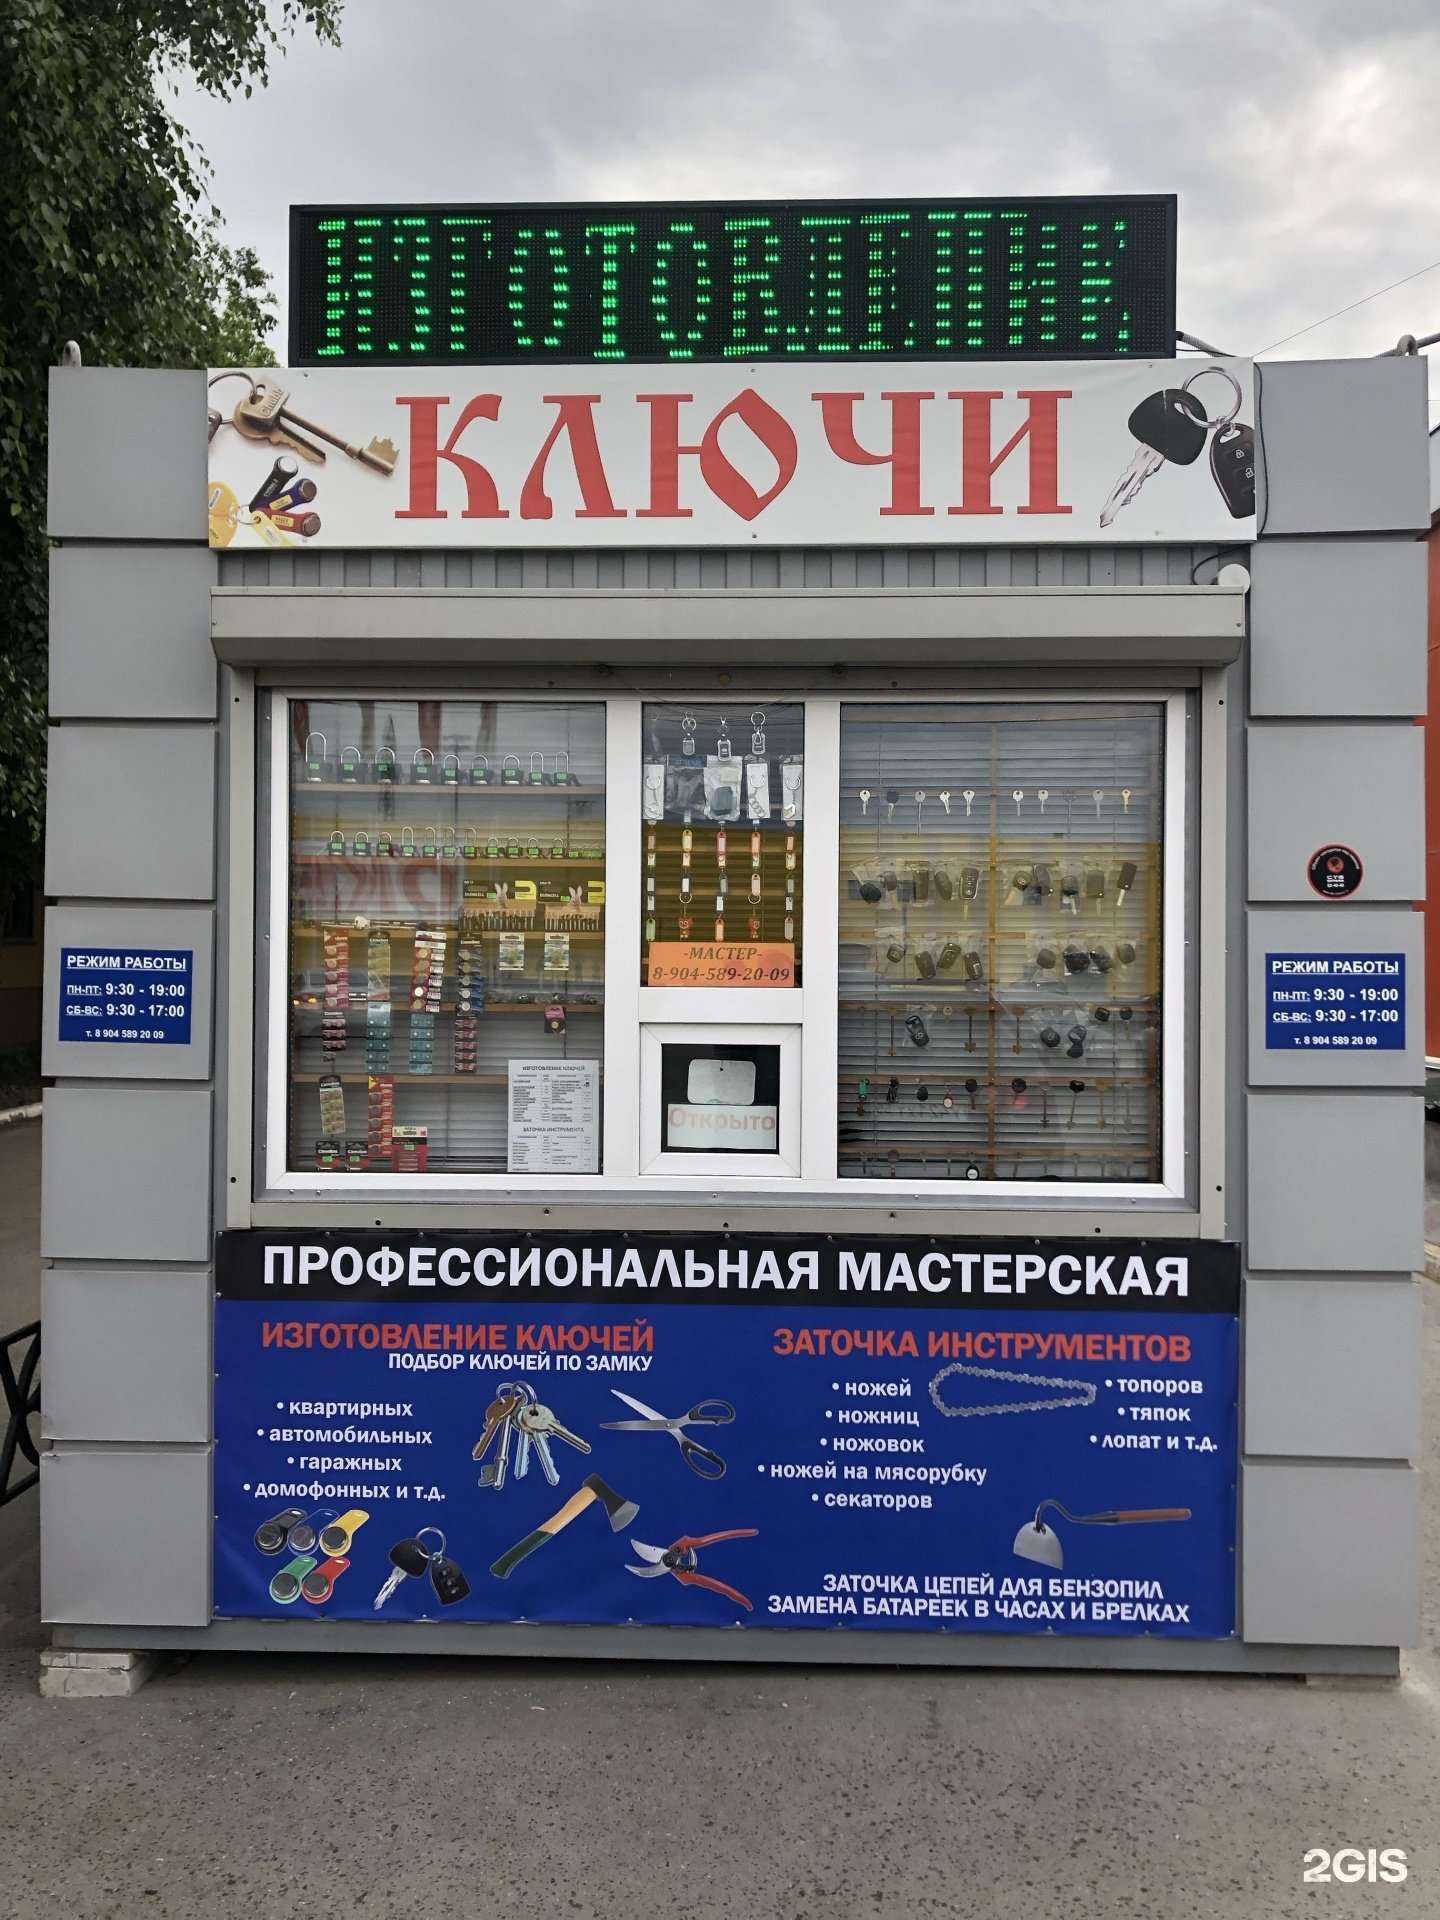 ИЗГОТОВЛЕНИЕ
КЛЮЧИ
РЕЖИМ РАБОТЫ
ПН-ПТ: 9:30 - 19:00
СБ-ВС: 9:30 - 17:00
т. 8 904 589 20 09
-МАСТЕР-
8-904-589-20-09
Открыто
ИЗГОТОВЛЕНИЕ КЛЮЧЕЙ
ЗАТОЧКА ИНСТРУМЕНТА
РЕЖИМ РАБОТЫ
ПН-ПТ: 9:30 - 19:00
СБ-ВС: 9:30 - 17:00
т. 8 904 589 20 09
ПРОФЕССИОНАЛЬНАЯ МАСТЕРСКАЯ
ИЗГОТОВЛЕНИЕ КЛЮЧЕЙ
ПОДБОР КЛЮЧЕЙ ПО ЗАМКУ
• квартирных
• автомобильных
• гаражных
• домофонных и т.д.
ЗАТОЧКА ИНСТРУМЕНТОВ
• ножей
• ножниц
• ножовок
• ножей на мясорубку
• секаторов
• топоров
• тяпок
• лопат и т.д.
ЗАТОЧКА ЦЕПЕЙ ДЛЯ БЕНЗОПИЛ
ЗАМЕНА БАТАРЕЕК В ЧАСАХ И БРЕЛКАХ
2GIS